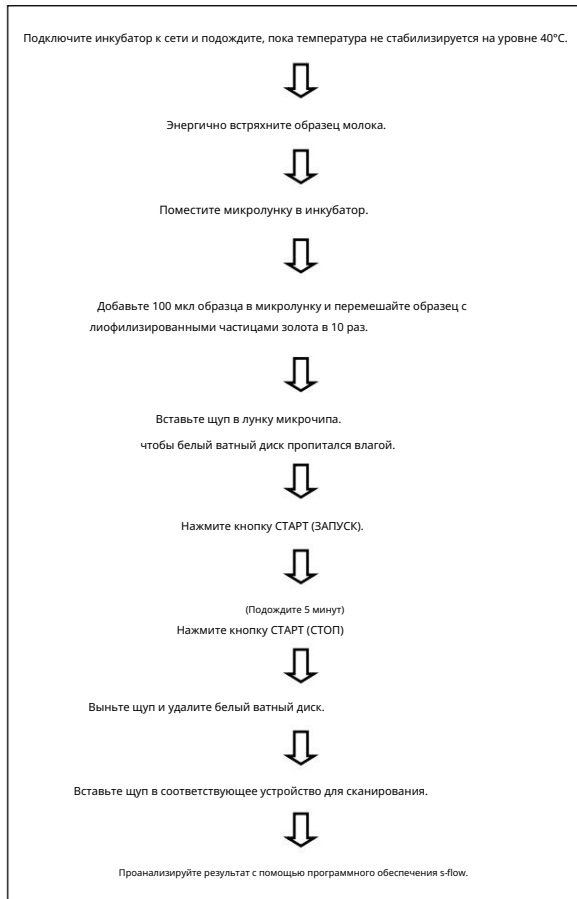 Подключите инкубатор к сети и подождите, пока температура не стабилизируется на уровне 40°C.
Энергично встряхните образец молока.
Поместите микролунку в инкубатор.
Добавьте 100 мкл образца в микролунку и перемешайте образец с
лиофилизированными частицами золота в 10 раз.
Вставьте щуп в лунку микрочипа.
чтобы белый ватный диск пропитался влагой.
Нажмите кнопку СТАРТ (ЗАПУСК).
(Подождите 5 минут)
Нажмите кнопку СТАРТ (СТОП)
Выньте щуп и удалите белый ватный диск.
Вставьте щуп в соответствующее устройство для сканирования.
Проанализируйте результат с помощью программного обеспечения s-flow.